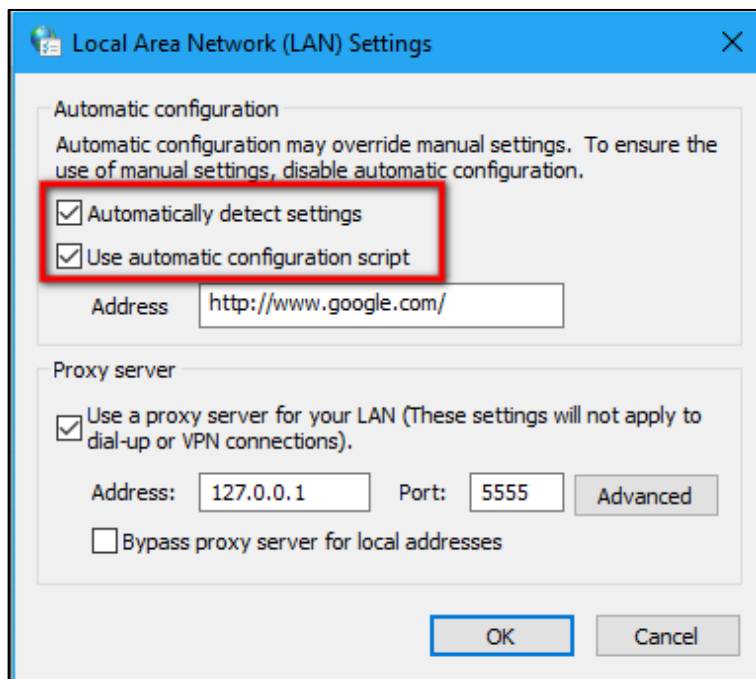 Local Area Network (LAN) Settings
Automatic configuration
Automatic configuration may override manual settings.  To ensure the
use of manual settings, disable automatic configuration.
Automatically detect settings
Use automatic configuration script
Address http://www.google.com/
Proxy server
Use a proxy server for your LAN (These settings will not apply to
dial-up or VPN connections).
Address: 127.0.0.1 Port: 5555 Advanced
Bypass proxy server for local addresses
OK Cancel